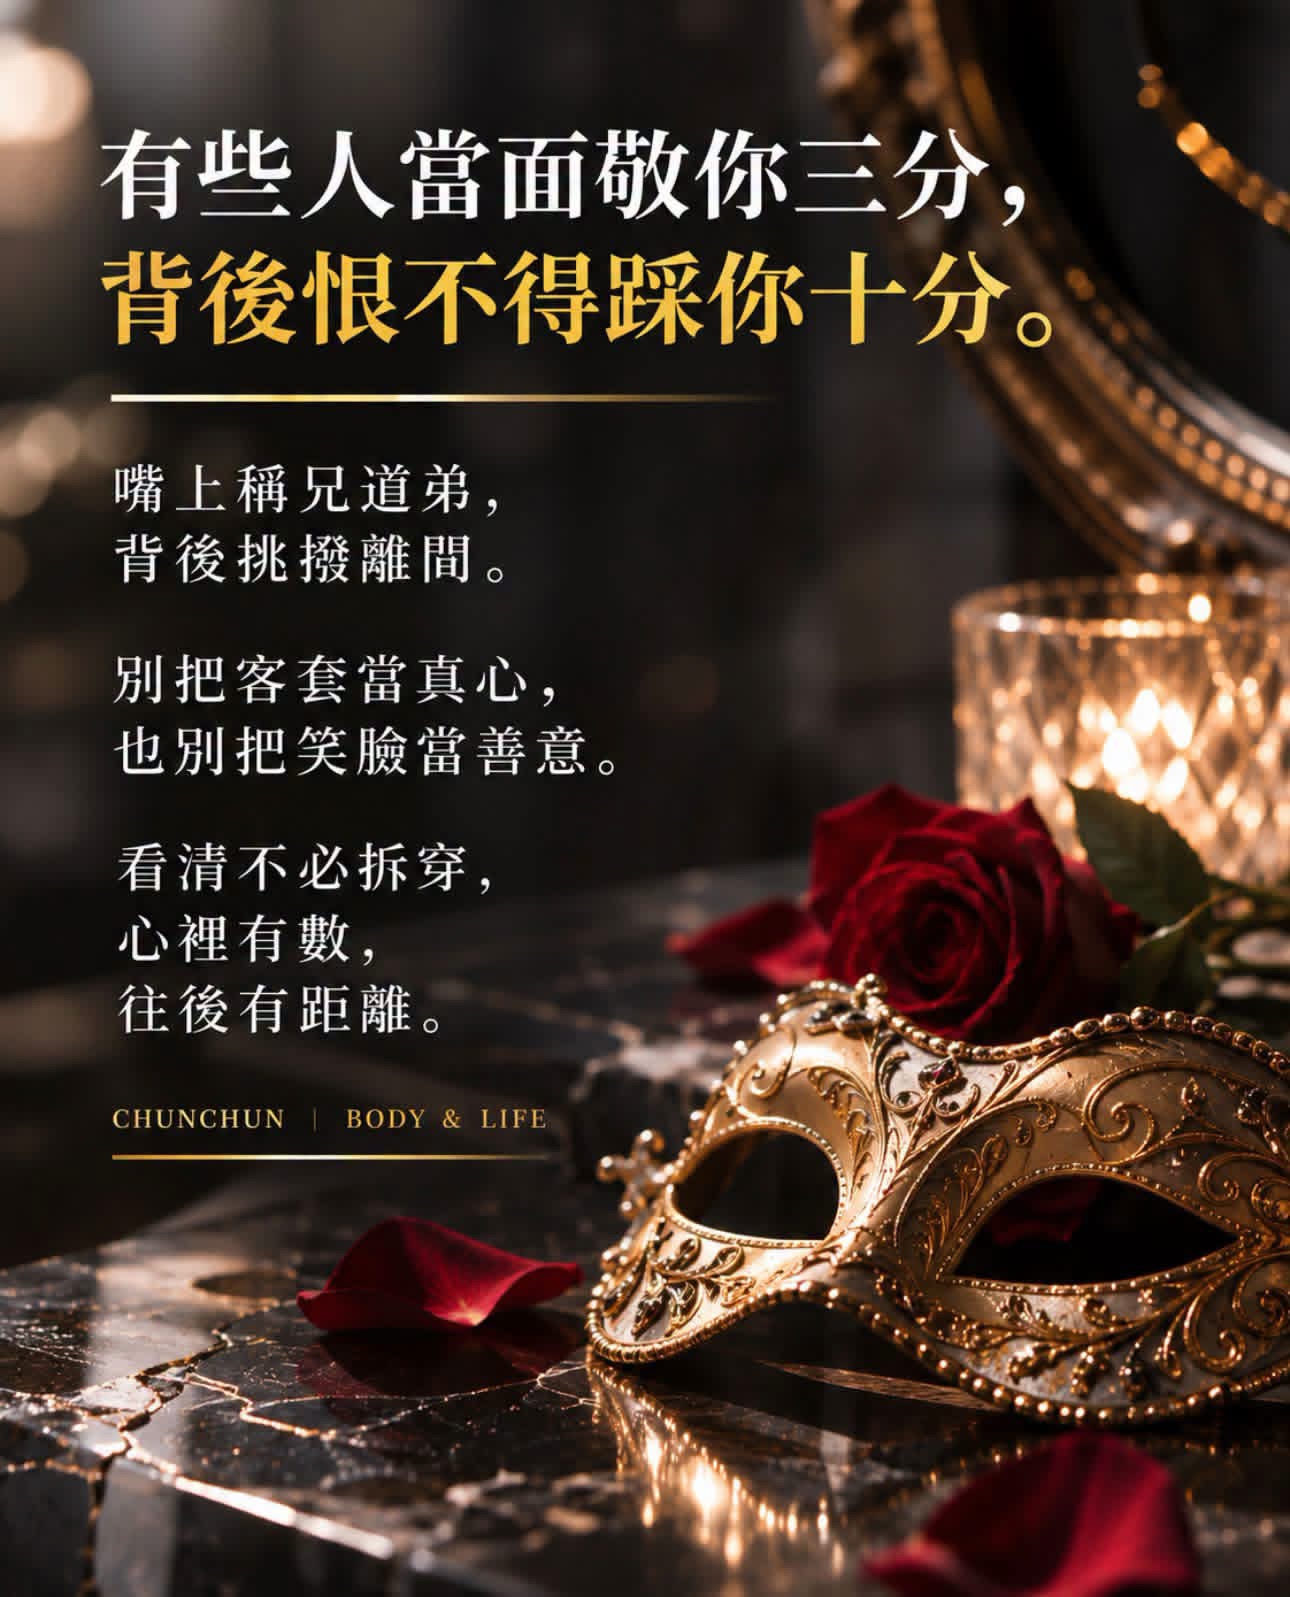 有些人當面敬你三分，
背後恨不得踩你十分。
嘴上稱兄道弟，
背後挑撥離間。
別把客套當真心，
也別把笑臉當善意。
看清不必拆穿，
心裡有數，
往後有距離。
CHUNCHUN | BODY & LIFE